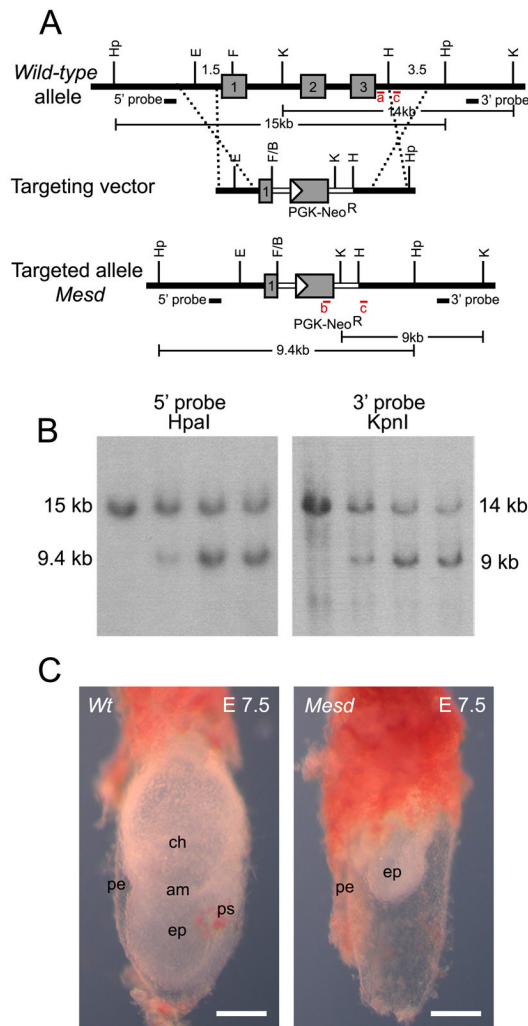 A
Hp E F K H Hp K
Wild-type allele 1.5 1 2 3 3.5
5' probe a c 3' probe
14kb
15kb
E F/B K H Hp
Targeting vector 1
PGK-Neo^R
Hp E F/B K H Hp K
Targeted allele Mesd 1
5' probe b c 3' probe
PGK-Neo^R
9kb
9.4kb
B
5' probe HpaI
3' probe KpnI
15 kb
14 kb
9.4 kb
9 kb
C
Wt E 7.5
Mesd E 7.5
ch
pe
am
ps
ep
pe
ep